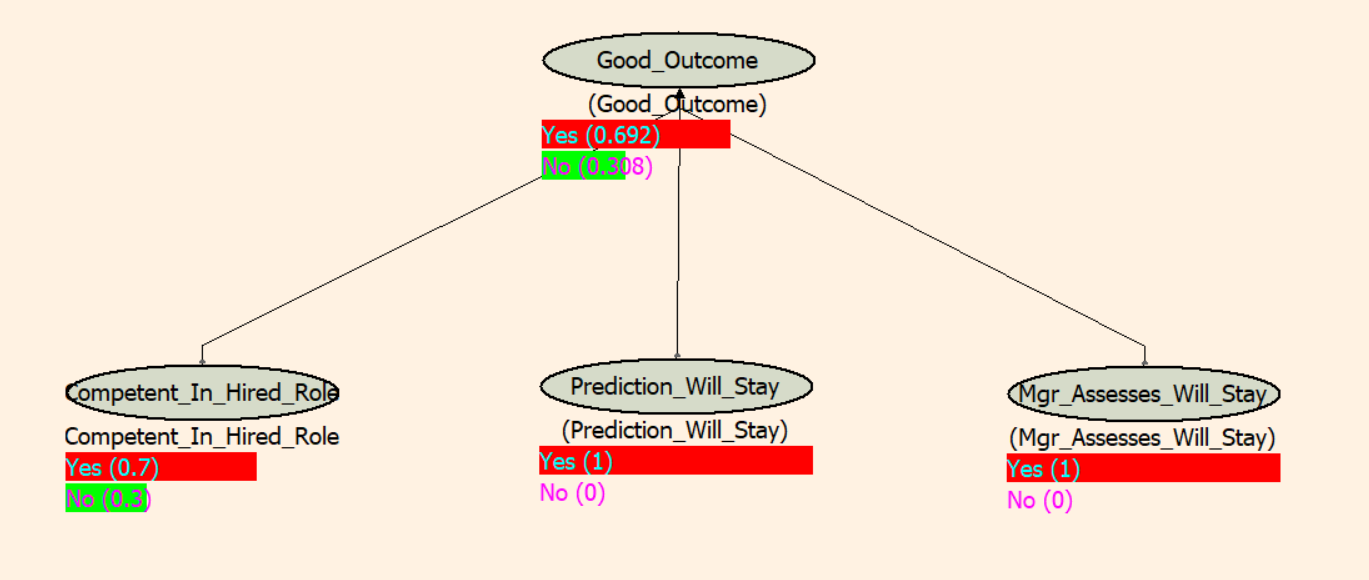 Good_Outcome
(Good_Outcome)
Yes (0.692)
No (0.308)
Competent_In_Hired_Role
Competent_In_Hired_Role
Yes (0.7)
No (0.3)
Prediction_Will_Stay
(Prediction_Will_Stay)
Yes (1)
No (0)
Mgr_Assesses_Will_Stay
(Mgr_Assesses_Will_Stay)
Yes (1)
No (0)